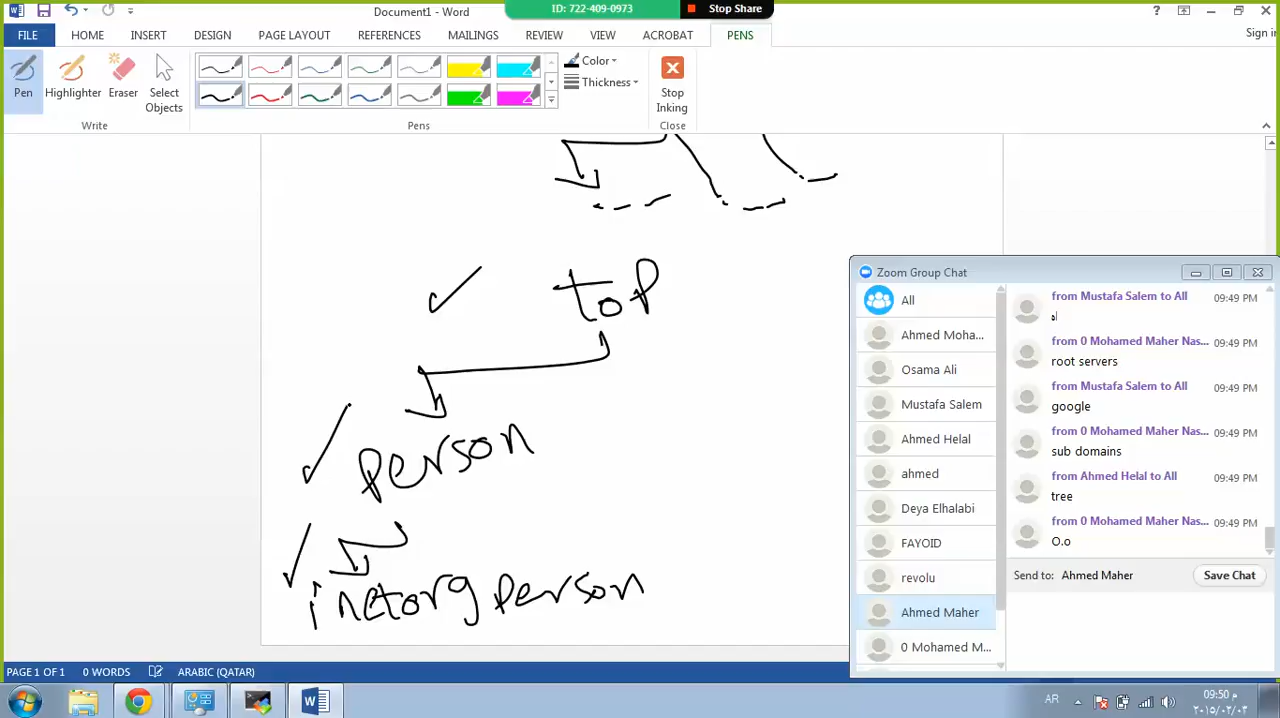 Document1 - Word
ID: 722-409-0973
Stop Share
?
Sign in
FILE HOME INSERT DESIGN PAGE LAYOUT REFERENCES MAILINGS REVIEW VIEW ACROBAT PENS
Pen
Highlighter
Eraser
Select Objects
Color
Thickness
Stop Inking
Write
Pens
Close
top
person
inetorgperson
Zoom Group Chat
All
Ahmed Moha...
Osama Ali
Mustafa Salem
Ahmed Helal
ahmed
Deya Elhalabi
FAYOID
revolu
Ahmed Maher
0 Mohamed M...
from Mustafa Salem to All 09:49 PM
from 0 Mohamed Maher Nas... 09:49 PM
root servers
from Mustafa Salem to All 09:49 PM
google
from 0 Mohamed Maher Nas... 09:49 PM
sub domains
from Ahmed Helal to All 09:49 PM
tree
from 0 Mohamed Maher Nas... 09:49 PM
O.o
Send to: Ahmed Maher
Save Chat
PAGE 1 OF 1 0 WORDS ARABIC (QATAR)
AR
09:50 م
٢٠١٥/٠٢/٠٣